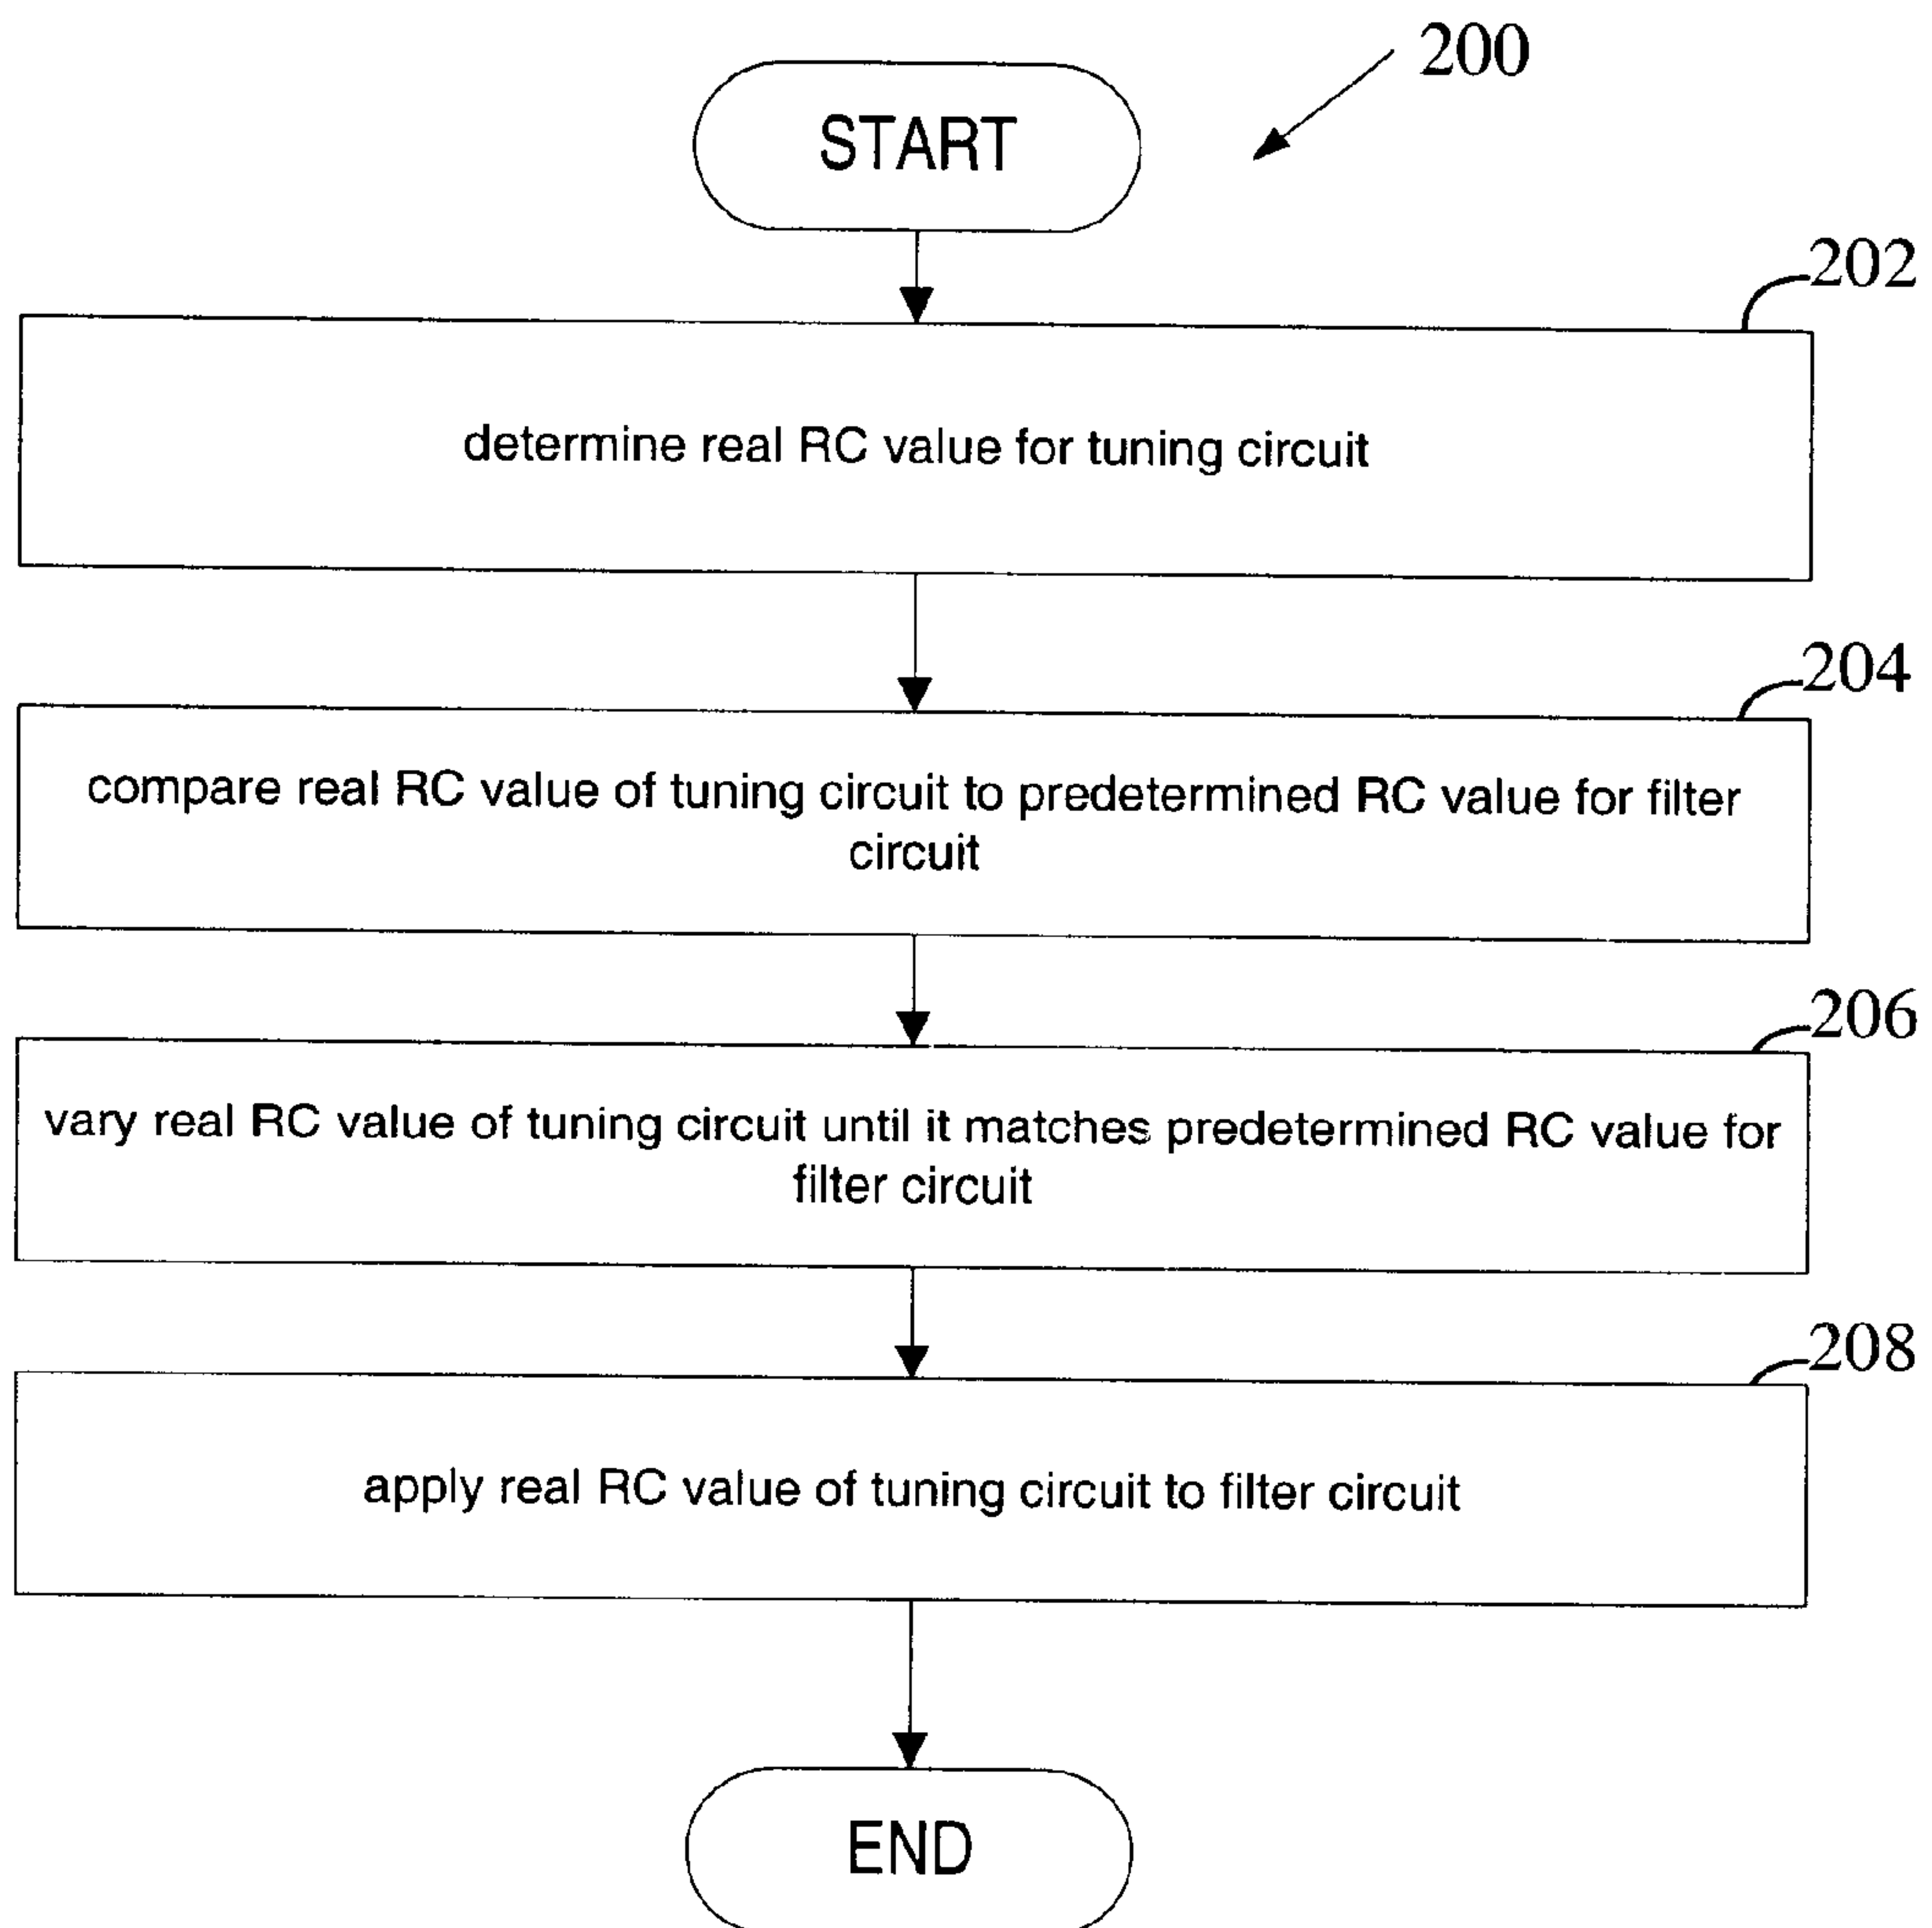 200
START
202
determine real RC value for tuning circuit
204
compare real RC value of tuning circuit to predetermined RC value for filter
circuit
206
vary real RC value of tuning circuit until it matches predetermined RC value for
filter circuit
208
apply real RC value of tuning circuit to filter circuit
END